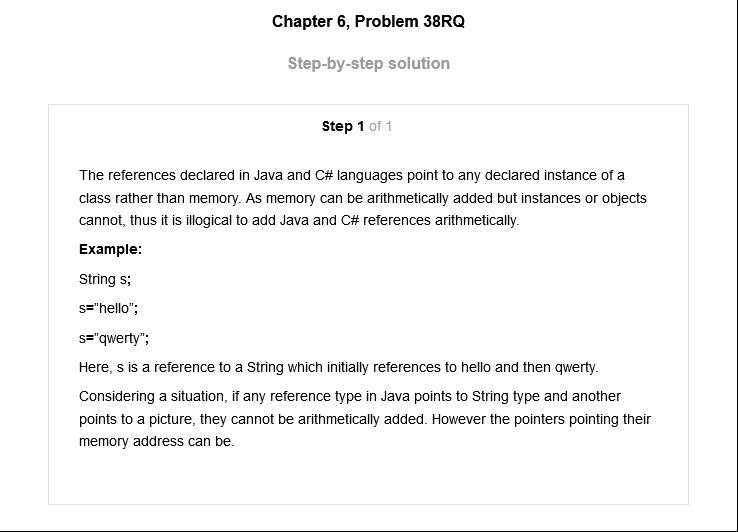 Chapter 6, Problem 38RQ
Step-by-step solution
Step 1 of 1
The references declared in Java and C# languages point to any declared instance of a
class rather than memory. As memory can be arithmetically added but instances or objects
cannot, thus it is illogical to add Java and C# references arithmetically.
Example:
String s;
s=”hello”;
s=”qwerty”;
Here, s is a reference to a String which initially references to hello and then qwerty.
Considering a situation, if any reference type in Java points to String type and another
points to a picture, they cannot be arithmetically added. However the pointers pointing their
memory address can be.